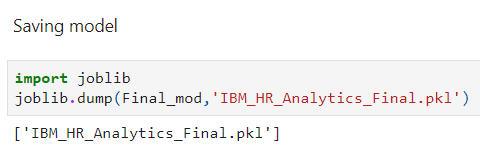 Saving model
import joblib
joblib.dump(Final_mod,'IBM_HR_Analytics_Final.pkl')
['IBM_HR_Analytics_Final.pkl']